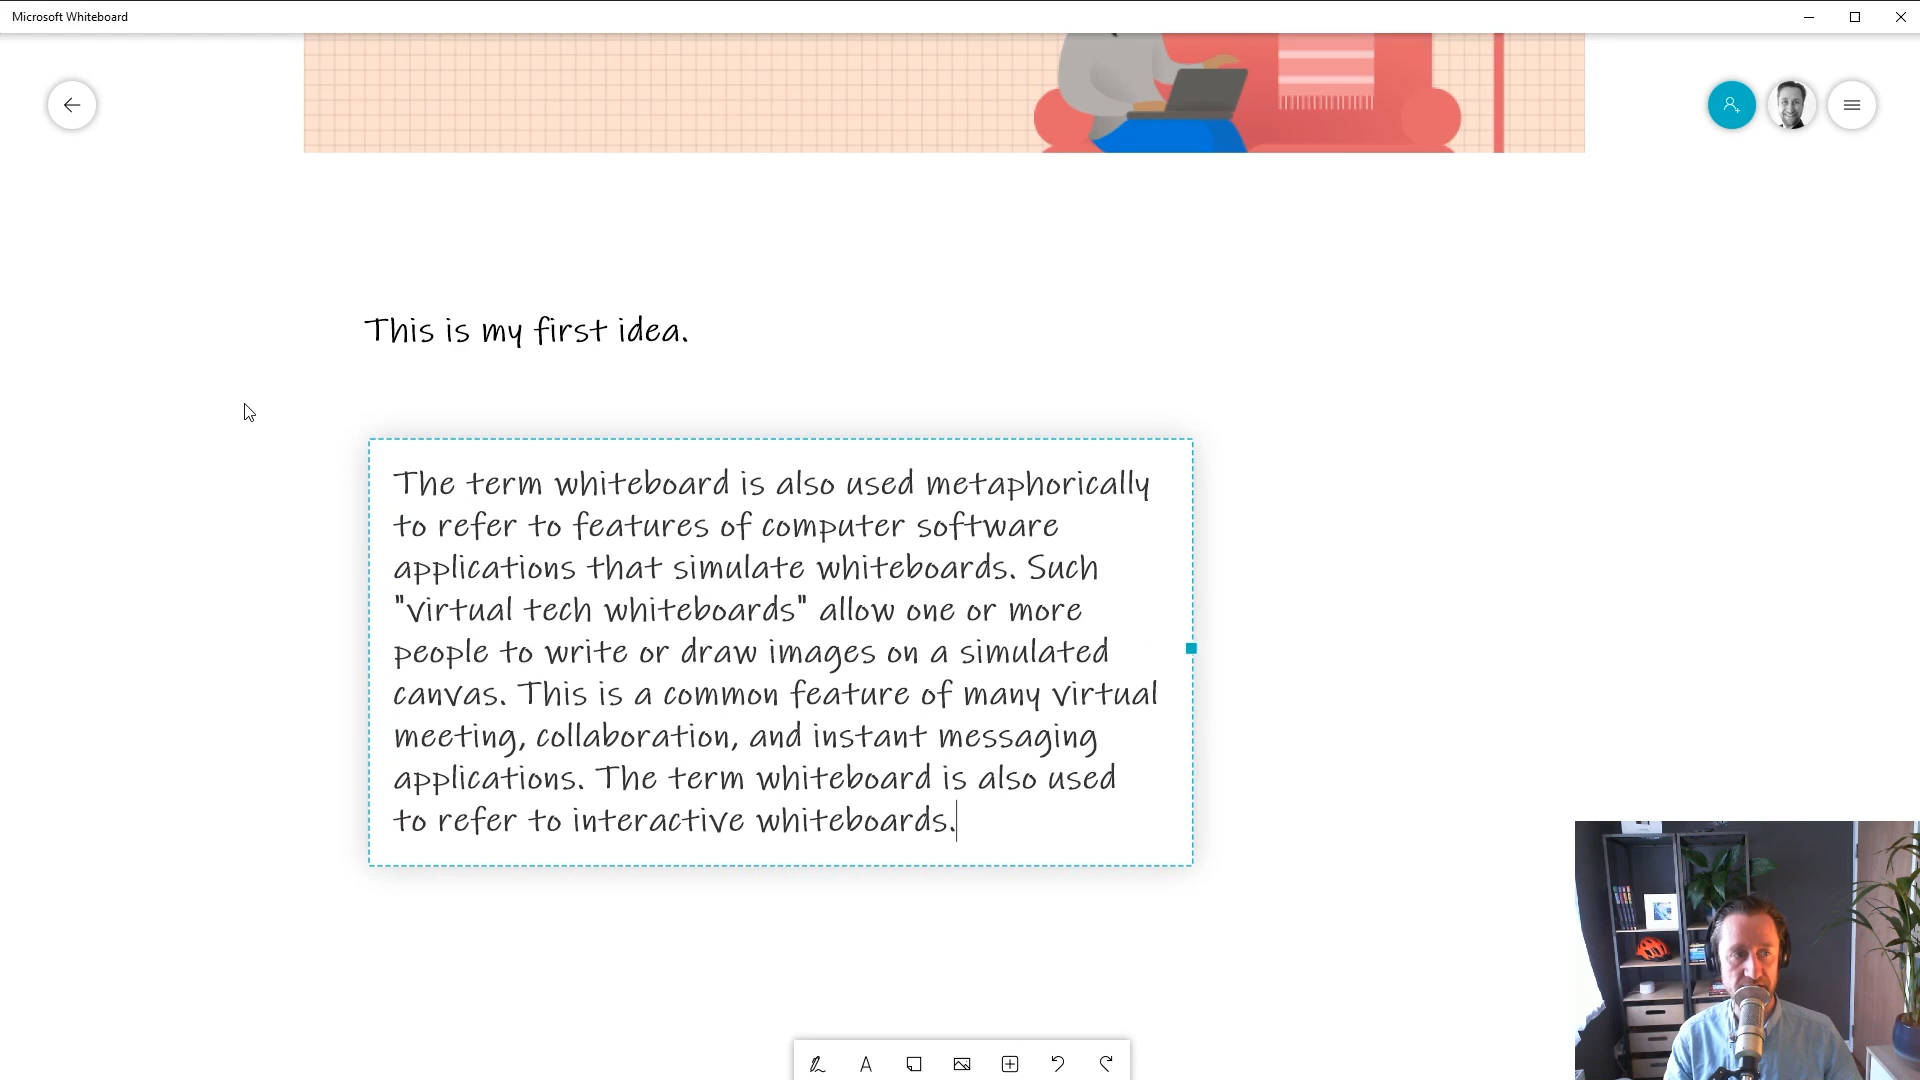 Microsoft Whiteboard
This is my first idea.
The term whiteboard is also used metaphorically
to refer to features of computer software
applications that simulate whiteboards. Such
"virtual tech whiteboards" allow one or more
people to write or draw images on a simulated
canvas. This is a common feature of many virtual
meeting, collaboration, and instant messaging
applications. The term whiteboard is also used
to refer to interactive whiteboards.